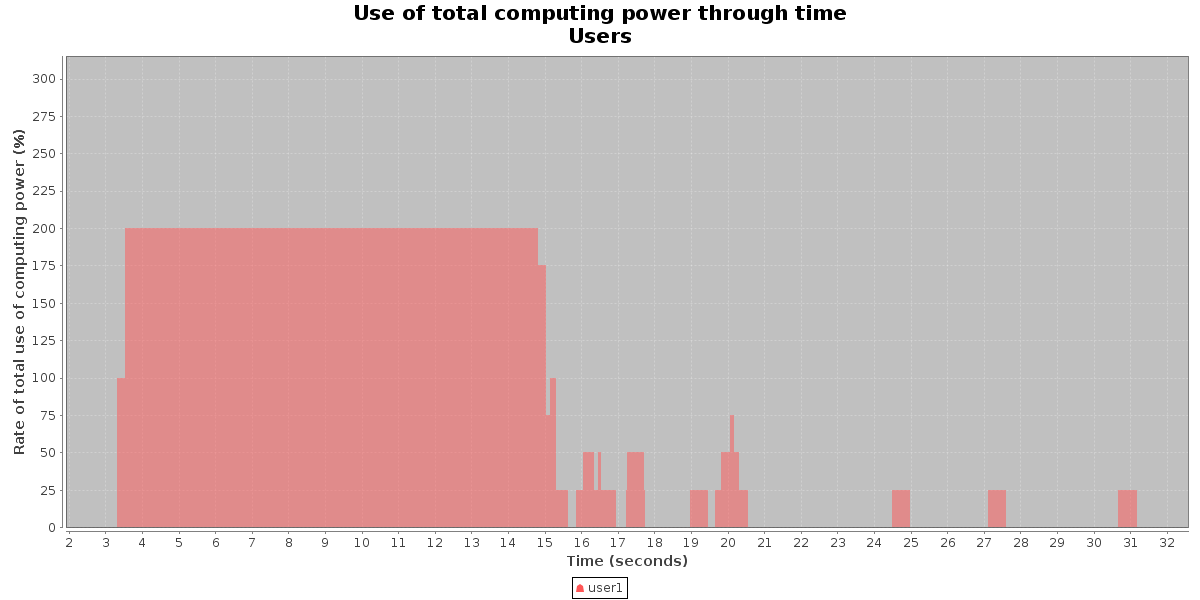 Use of total computing power through time
Users
Rate of total use of computing power (%)
300
275
250
225
200
175
150
125
100
75
50
25
0
2 3 4 5 6 7 8 9 10 11 12 13 14 15 16 17 18 19 20 21 22 23 24 25 26 27 28 29 30 31 32
Time (seconds)
user1